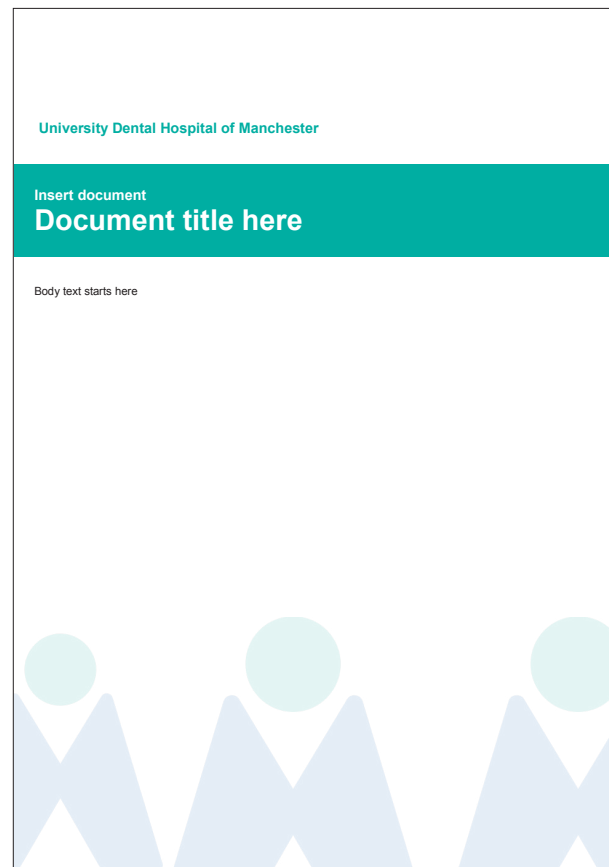 University Dental Hospital of Manchester
Insert document
Document title here
Body text starts here